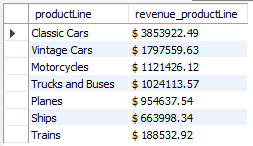 productLine revenue_productLine
Classic Cars $ 3853922.49
Vintage Cars $ 1797559.63
Motorcycles $ 1121426.12
Trucks and Buses $ 1024113.57
Planes $ 954637.54
Ships $ 663998.34
Trains $ 188532.92